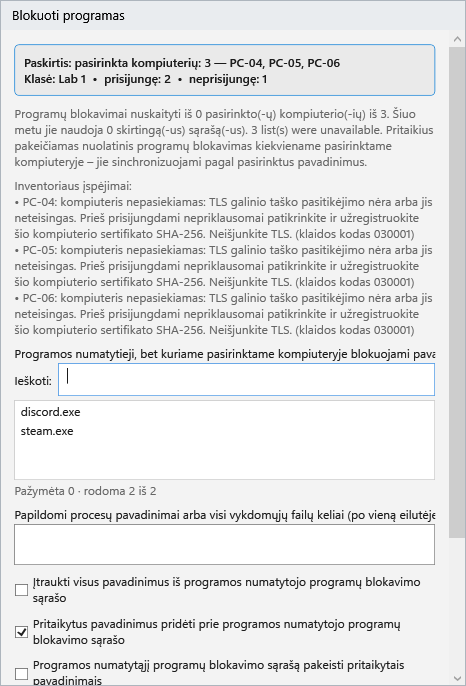 Blokuoti programas
Paskirtis: pasirinkta kompiuterių: 3 — PC-04, PC-05, PC-06
Klasė: Lab 1 • prisijungę: 2 • neprisijungę: 1
Programų blokavimai nuskaityti iš 0 pasirinkto(-ų) kompiuterio(-ių) iš 3. Šiuo
metu jie naudoja 0 skirtingą(-us) sąrašą(-us). 3 list(s) were unavailable. Pritaikius
pakeičiamas nuolatinis programų blokavimas kiekviename pasirinktame
kompiuteryje – jie sinchronizuojami pagal pasirinktus pavadinimus.
Inventoriaus įspėjimai:
• PC-04: kompiuteris nepasiekiamas: TLS galinio taško pasitikėjimo nėra arba jis
neteisingas. Prieš prisijungdami nepriklausomai patikrinkite ir užregistruokite
šio kompiuterio sertifikato SHA-256. Neišjunkite TLS. (klaidos kodas 030001)
• PC-05: kompiuteris nepasiekiamas: TLS galinio taško pasitikėjimo nėra arba jis
neteisingas. Prieš prisijungdami nepriklausomai patikrinkite ir užregistruokite
šio kompiuterio sertifikato SHA-256. Neišjunkite TLS. (klaidos kodas 030001)
• PC-06: kompiuteris nepasiekiamas: TLS galinio taško pasitikėjimo nėra arba jis
neteisingas. Prieš prisijungdami nepriklausomai patikrinkite ir užregistruokite
šio kompiuterio sertifikato SHA-256. Neišjunkite TLS. (klaidos kodas 030001)
Programos numatytieji, bet kuriame pasirinktame kompiuteryje blokuojami pava
Ieškoti:
discord.exe
steam.exe
Pažymėta 0 · rodoma 2 iš 2
Papildomi procesų pavadinimai arba visi vykdomųjų failų keliai (po vieną eilutėje
Įtraukti visus pavadinimus iš programos numatytojo programų blokavimo
sąrašo
Pritaikytus pavadinimus pridėti prie programos numatytojo programų
blokavimo sąrašo
Programos numatytąjį programų blokavimo sąrašą pakeisti pritaikytais
pavadinimais